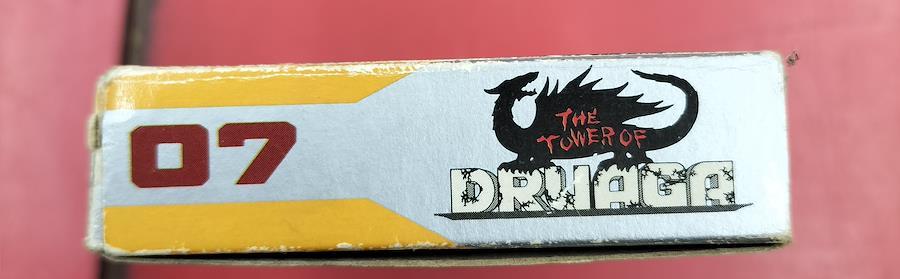 07
THE
TOWER OF
DRUAGA